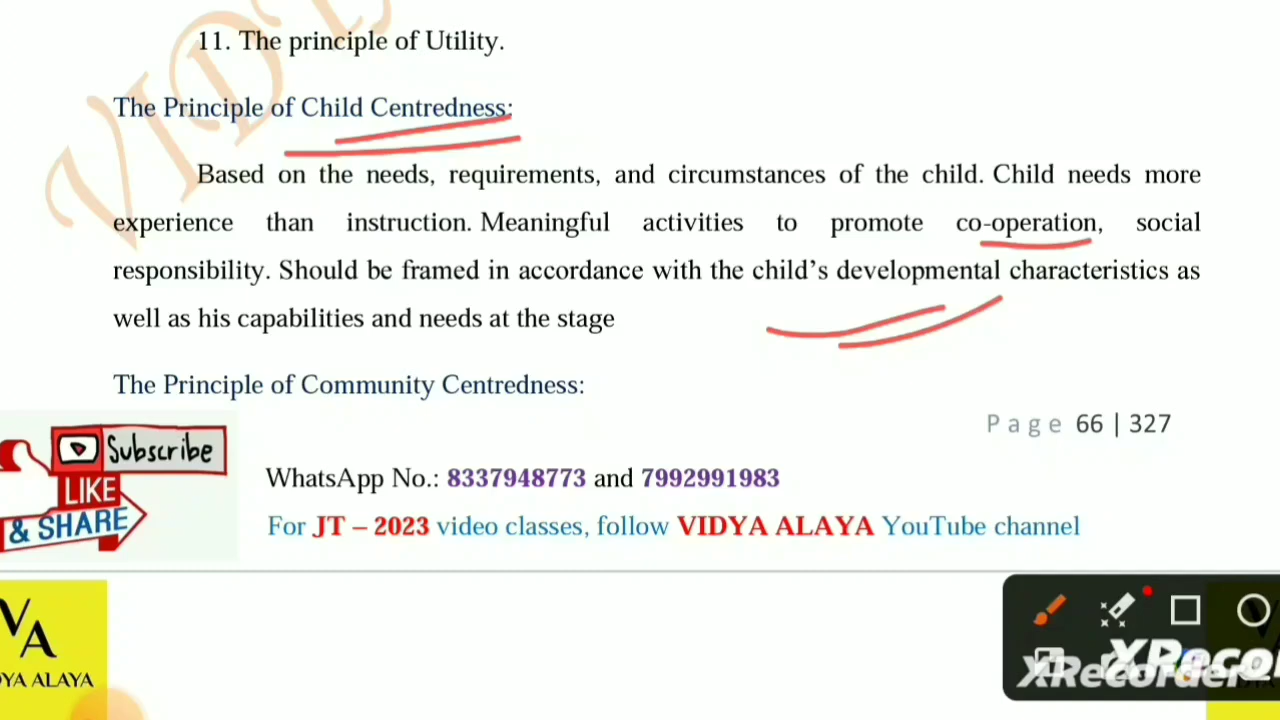 11. The principle of Utility.
The Principle of Child Centredness:
Based on the needs, requirements, and circumstances of the child. Child needs more
experience than instruction. Meaningful activities to promote co-operation, social
responsibility. Should be framed in accordance with the child's developmental characteristics as
well as his capabilities and needs at the stage
The Principle of Community Centredness:
Page 66 | 327
Subscribe
LIKE
& SHARE
WhatsApp No.: 8337948773 and 7992991983
For JT – 2023 video classes, follow VIDYA ALAYA YouTube channel
VA
DYA ALAYA
XRecor
XRecorder